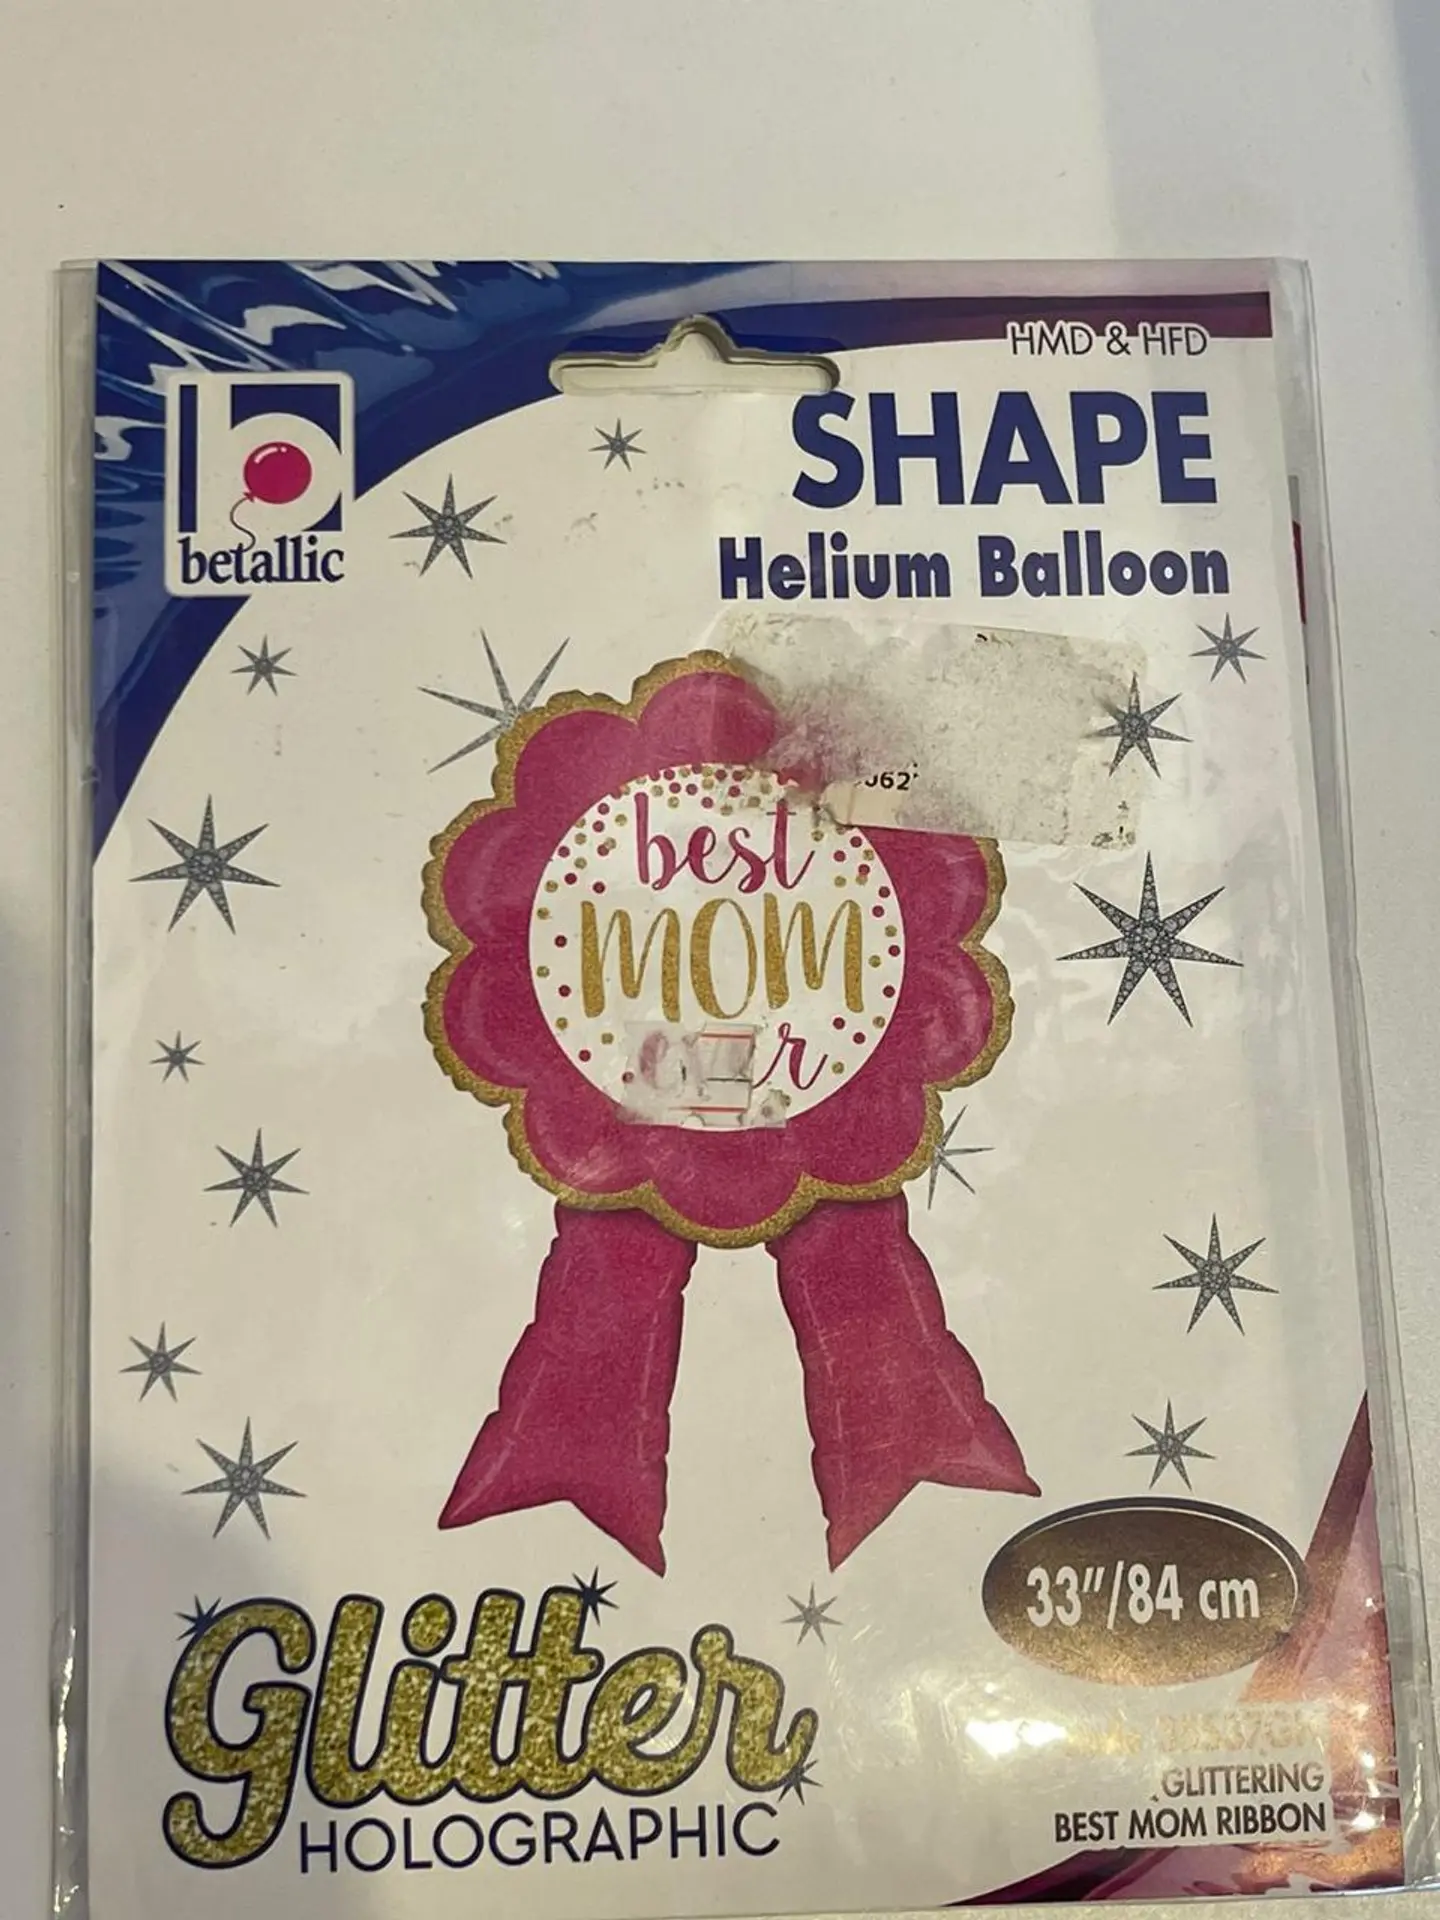 HMD & HFD
SHAPE
betallic
Helium Balloon
best
mom
33"/84 cm
Glitter
HOLOGRAPHIC
GLITTERING
BEST MOM RIBBON